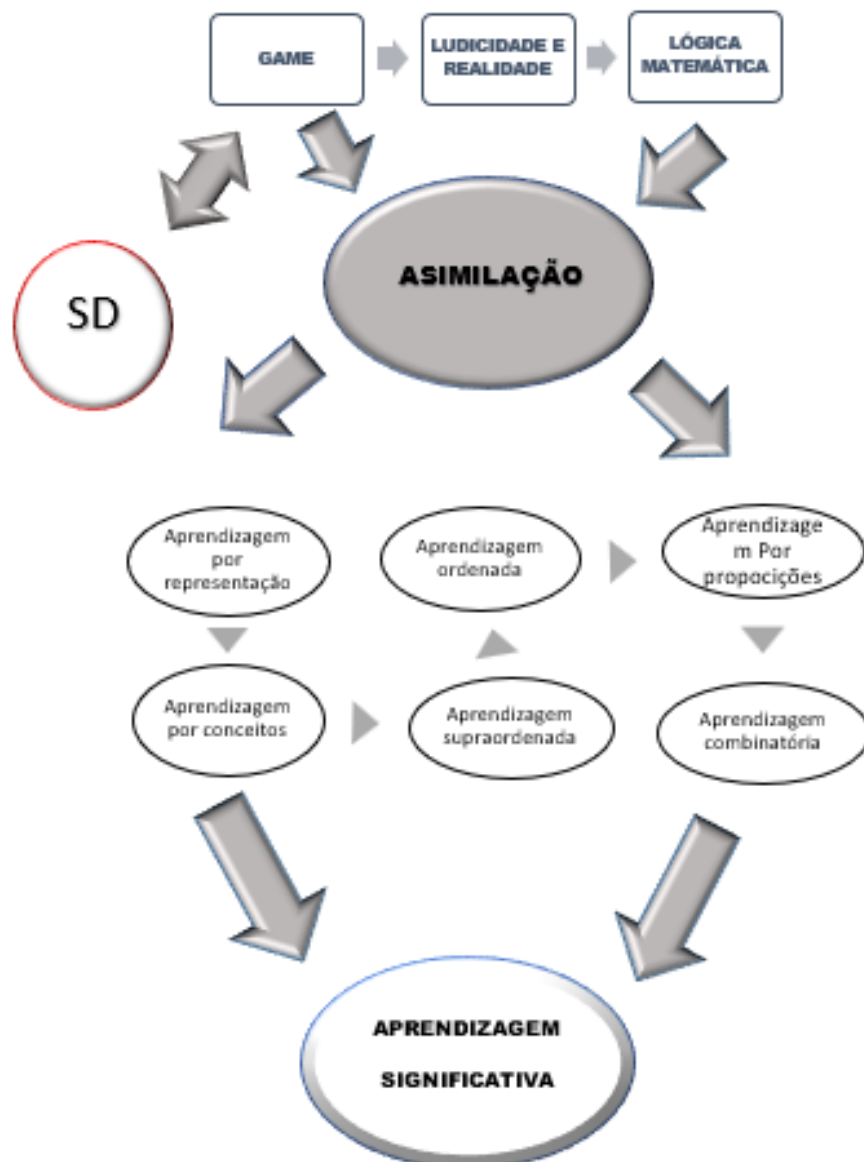 GAME
LUDICIDADE E
REALIDADE
LÓGICA
MATEMÁTICA
SD
ASIMILAÇÃO
Aprendizagem
por
representação
Aprendizagem
ordenada
Aprendizage
m Por
propocições
Aprendizagem
por conceitos
Aprendizagem
supraordenada
Aprendizagem
combinatória
APRENDIZAGEM
SIGNIFICATIVA